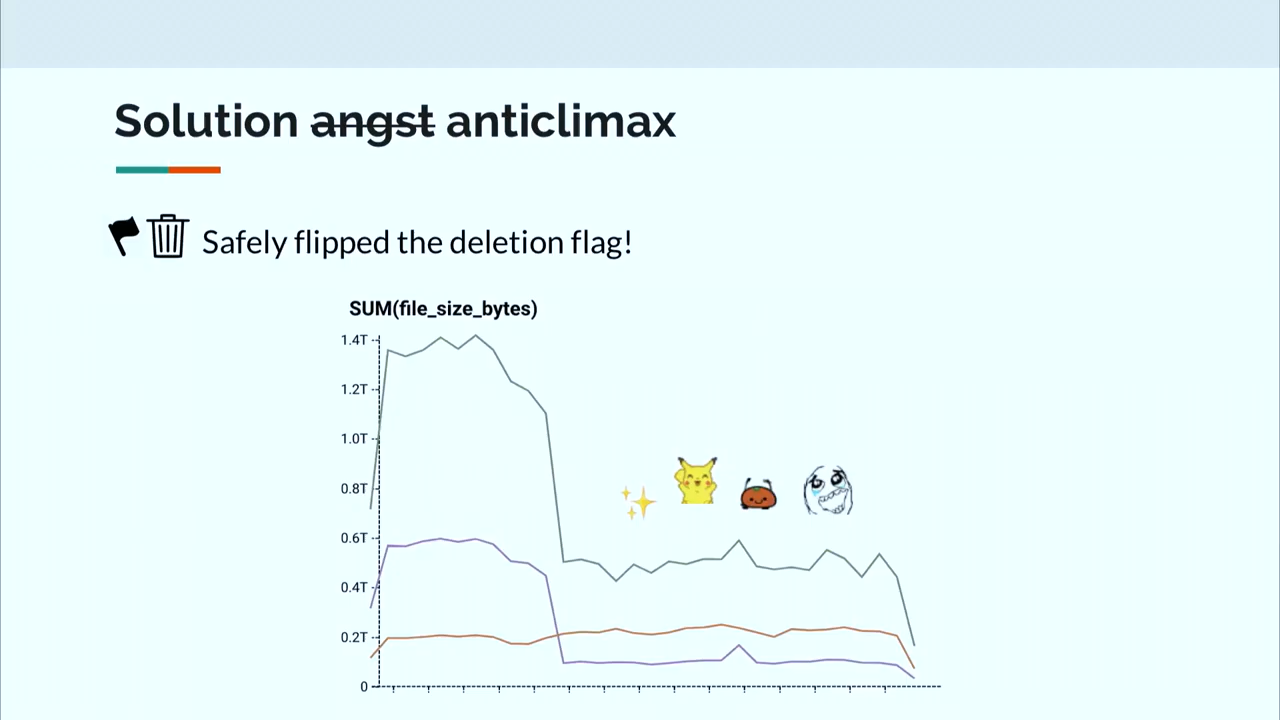 Solution angst anticlimax
Safely flipped the deletion flag!
SUM(file_size_bytes)
1.4T
1.2T
1.0T
0.8T
0.6T
0.4T
0.2T
0